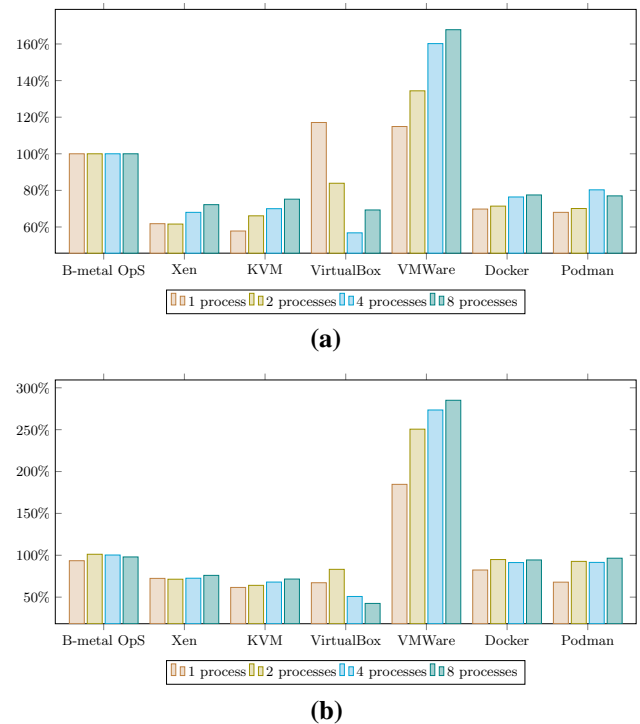 160%
140%
120%
100%
80%
60%
B-metal OpS Xen KVM VirtualBox VMWare Docker Podman
1 process 2 processes 4 processes 8 processes
(a)
300%
250%
200%
150%
100%
50%
B-metal OpS Xen KVM VirtualBox VMWare Docker Podman
1 process 2 processes 4 processes 8 processes
(b)